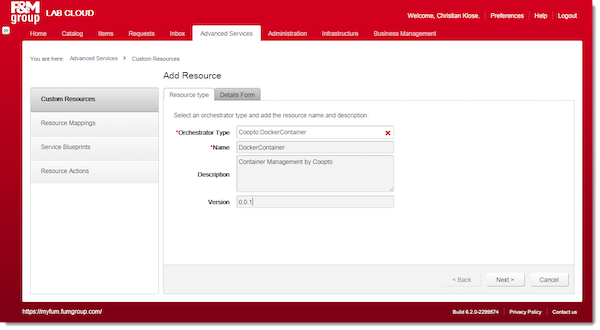 F&M
group
LAB CLOUD
Welcome, Christian Klose.
Preferences
Help
Logout
Home
Catalog
Items
Requests
Inbox
Advanced Services
Administration
Infrastructure
Business Management
You are here: Advanced Services Custom Resources
Add Resource
Custom Resources
Resource Mappings
Service Blueprints
Resource Actions
Resource type
Details Form
Select an orchestrator type and add the resource name and description.
*Orchestrator Type Coopto DockerContainer
*Name DockerContainer
Description Container Management by Coopto
Version 0.0.1
< Back
Next >
Cancel
https://myfum.fumgroup.com/
Build 6.2.0-2299574
Privacy Policy
Contact us